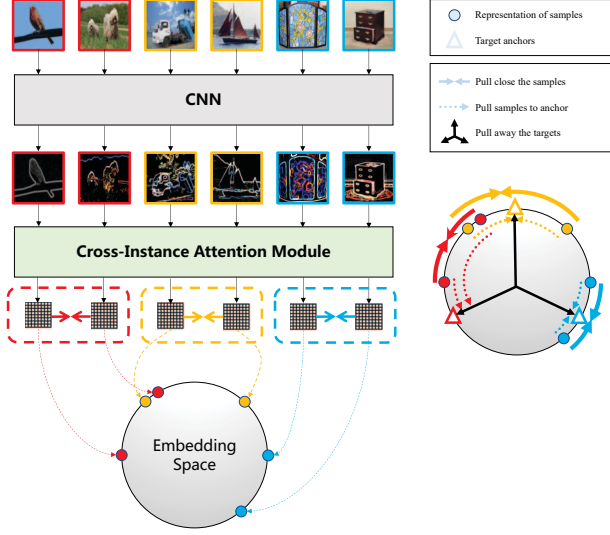 Representation of samples
Target anchors
Pull close the samples
Pull samples to anchor
Pull away the targets
CNN
Cross-Instance Attention Module
Embedding
Space